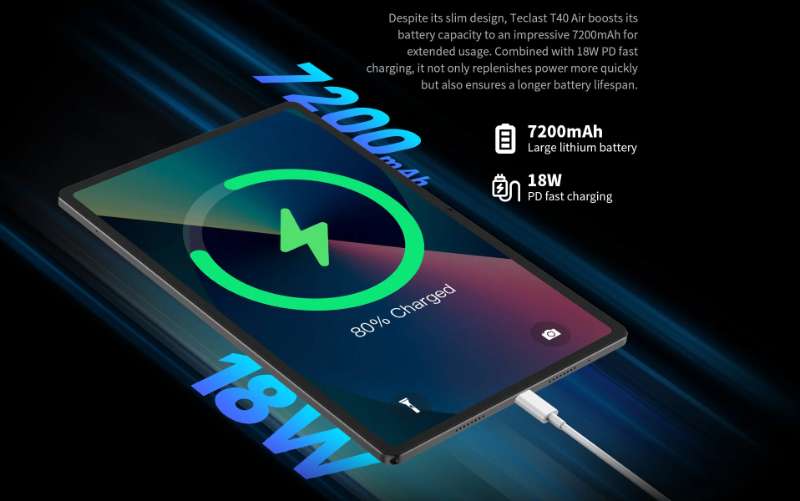 Despite its slim design, Teclast T40 Air boosts its
battery capacity to an impressive 7200mAh for
extended usage. Combined with 18W PD fast
charging, it not only replenishes power more quickly
but also ensures a longer battery lifespan.
7200mAh
7200mAh
Large lithium battery
18W
PD fast charging
80% Charged
18W